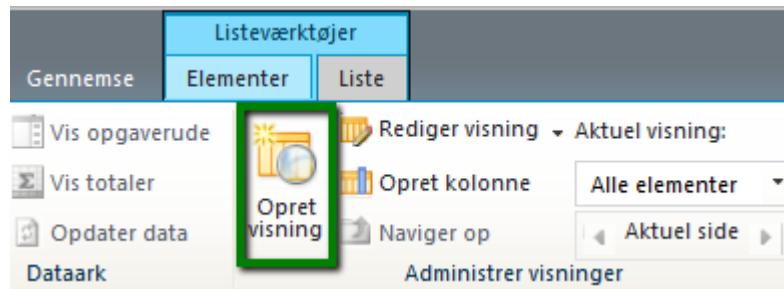 Listeværktøjer
Gennemse Elementer Liste
Vis opgaverude
Vis totaler
Opdater data
Dataark
Opret
visning
Rediger visning
Opret kolonne
Naviger op
Aktuel visning:
Alle elementer
Aktuel side
Administrer visninger